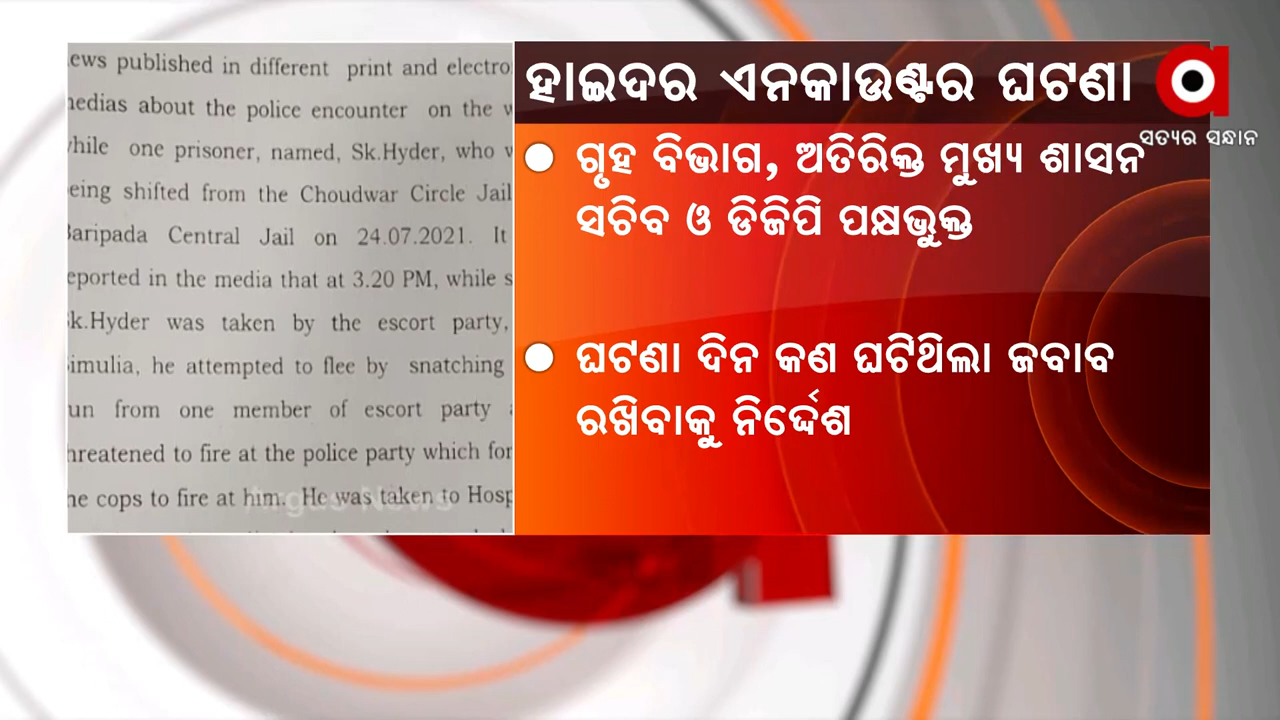 ews published in different print and electro
nedias about the police encounter on the w
while one prisoner, named, Sk.Hyder, who w
eing shifted from the Choudwar Circle Jail
Baripada Central Jail on 24.07.2021. It
eported in the media that at 3.20 PM, while s
Sk.Hyder was taken by the escort party,
Simulia, he attempted to flee by snatching
un from one member of escort party
hreatened to fire at the police party which for
he cops to fire at him. He was taken to Hosp
Argus News
ହାଇଦର ଏନକାଉଣ୍ଟର ଘଟଣା
ସତ୍ୟର ସନ୍ଧାନ
ଗୃହ ବିଭାଗ, ଅତିରିକ୍ତ ମୁଖ୍ୟ ଶାସନ
ସଚିବ ଓ ଡିଜିପି ପକ୍ଷଭୁକ୍ତ
ଘଟଣା ଦିନ କଣ ଘଟିଥିଲା ଜବାବ
ରଖିବାକୁ ନିର୍ଦ୍ଦେଶ